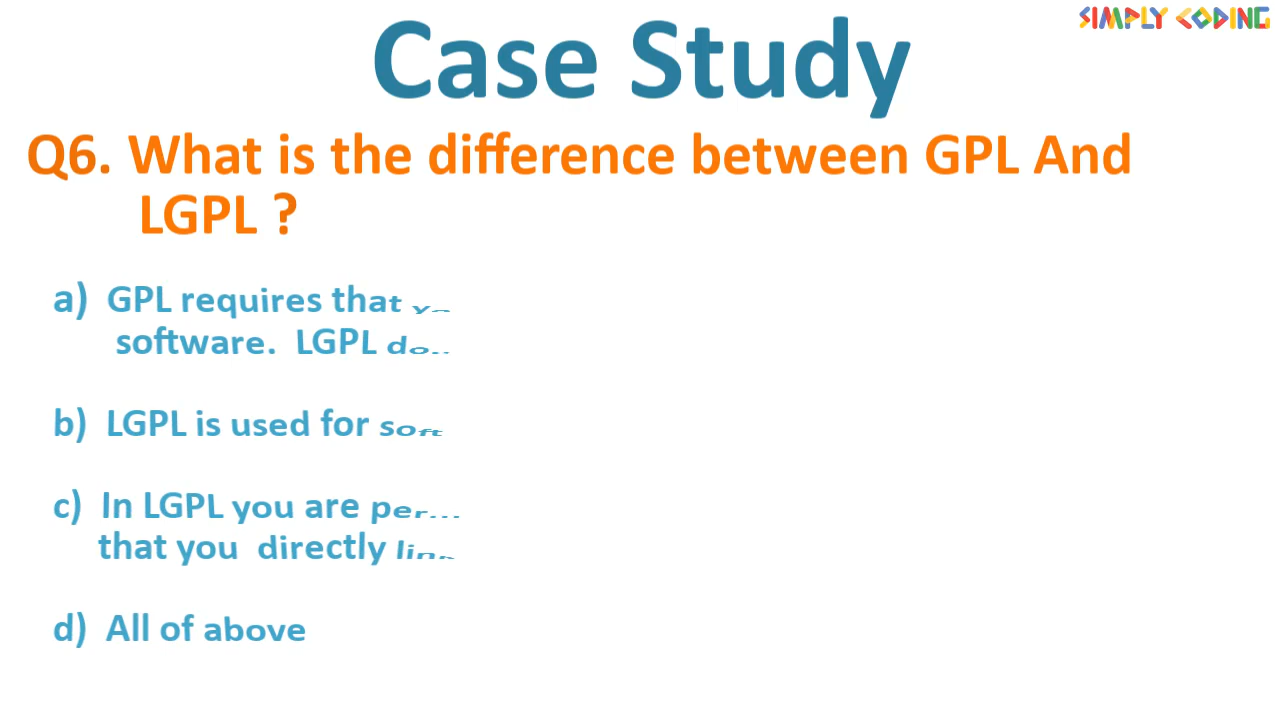 SIMPLY CODING
Case Study
Q6. What is the difference between GPL And
LGPL ?
a) GPL requires that
software. LGPL
b) LGPL is used for
c) In LGPL you are
that you directly
d) All of above